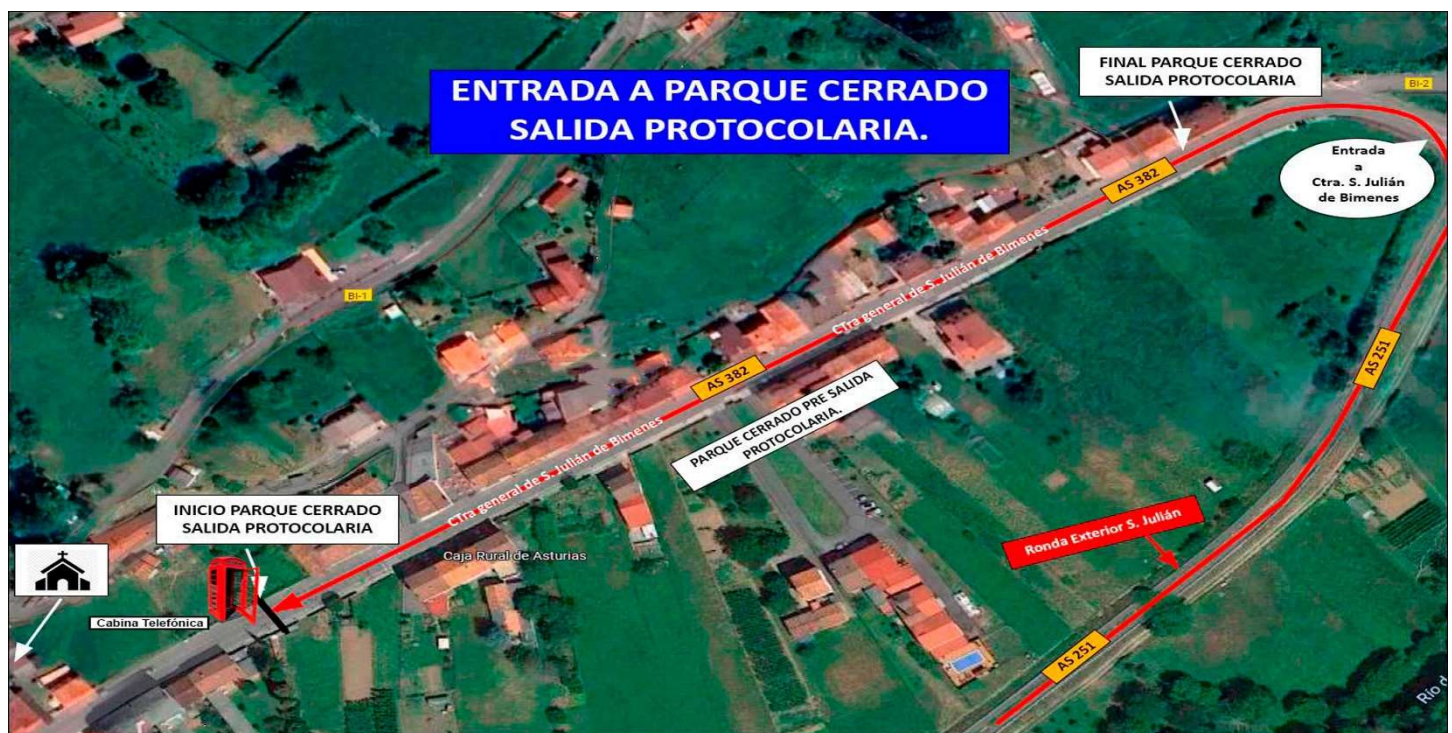 ENTRADA A PARQUE CERRADO
SALIDA PROTOCOLARIA.
FINAL PARQUE CERRADO
SALIDA PROTOCOLARIA
BI-2
Entrada
a
Ctra. S. Julián
de Bimenes
AS 382
Ctra general de S. Julián de Bimenes
BI-1
AS 251
AS 382
PARQUE CERRADO PRE SALIDA
PROTOCOLARIA.
Ctra general de S. Julián de Bimenes
INICIO PARQUE CERRADO
SALIDA PROTOCOLARIA
Ronda Exterior S. Julián
Caja Rural de Asturias
Cabina Telefónica
AS 251
Río d